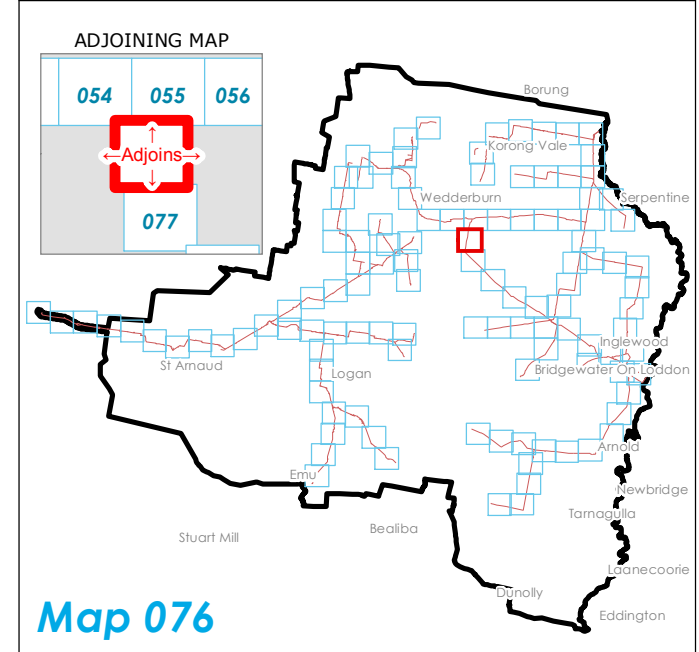 ADJOINING MAP
054 055 056
Adjoins
077
Borung
Korong Vale
Wedderburn
Serpentine
Inglewood
St Arnaud
Logan
Bridgewater On Loddon
Arnold
Emu
Newbridge
Tarnagulla
Bealiba
Stuart Mill
Laanecoorie
Dunolly
Eddington
Map 076